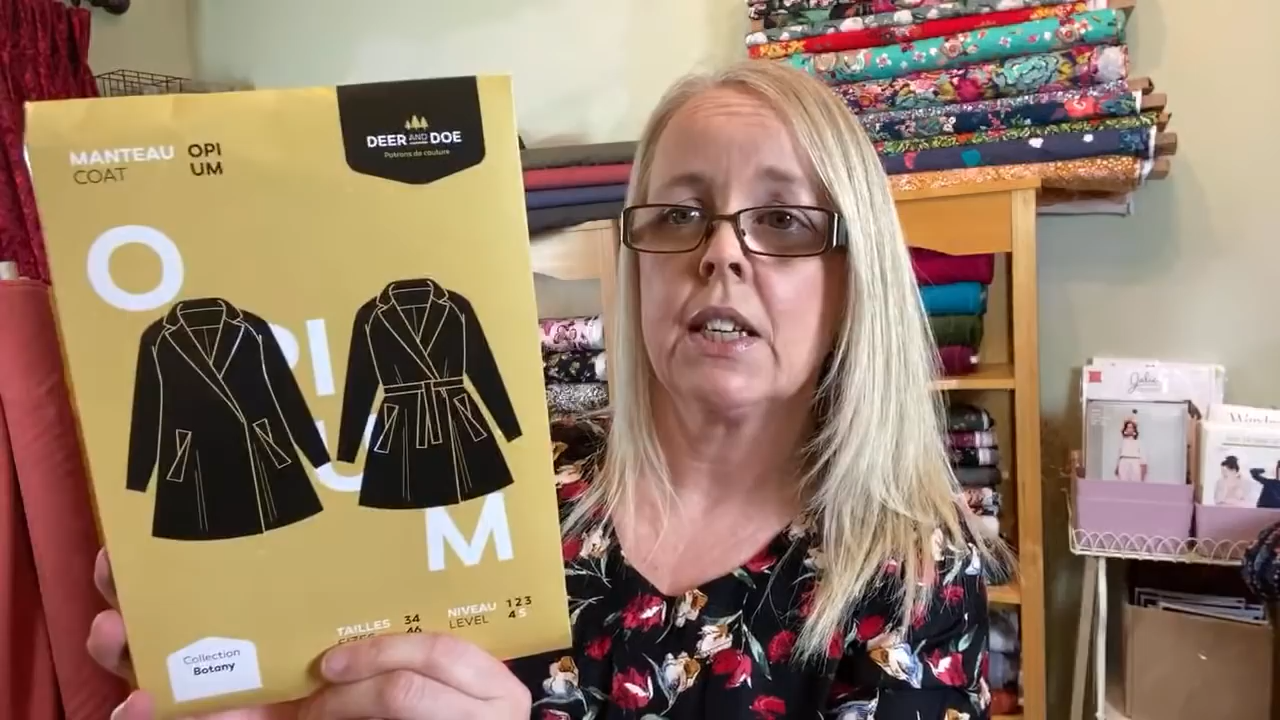 MANTEAU OPI
COAT UM
DEER AND DOE
Patrons de couture
O
PI
U
M
TAILLES 34
SIZES 46
NIVEAU 1 2 3
LEVEL 4 5
Collection
Botany
Julie